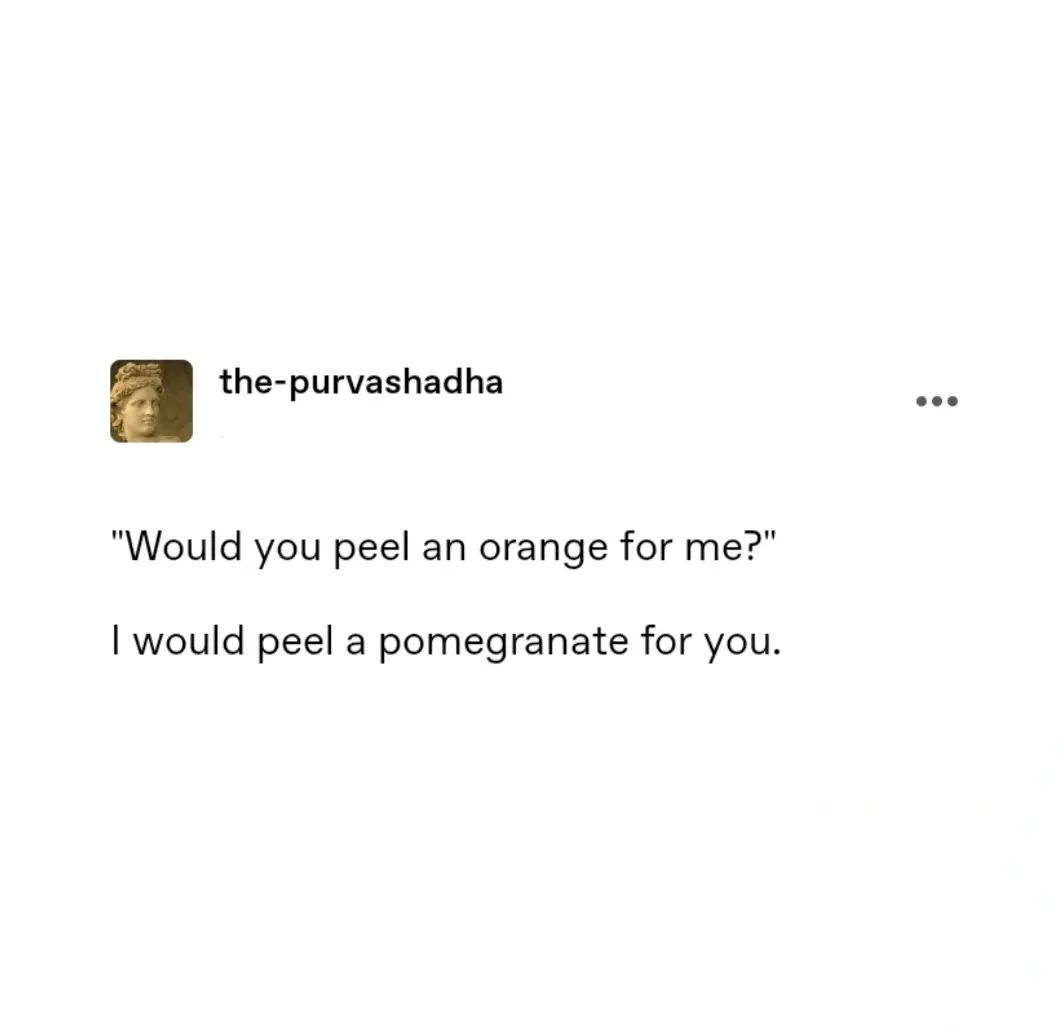 the-purvashadha
"Would you peel an orange for me?"
I would peel a pomegranate for you.